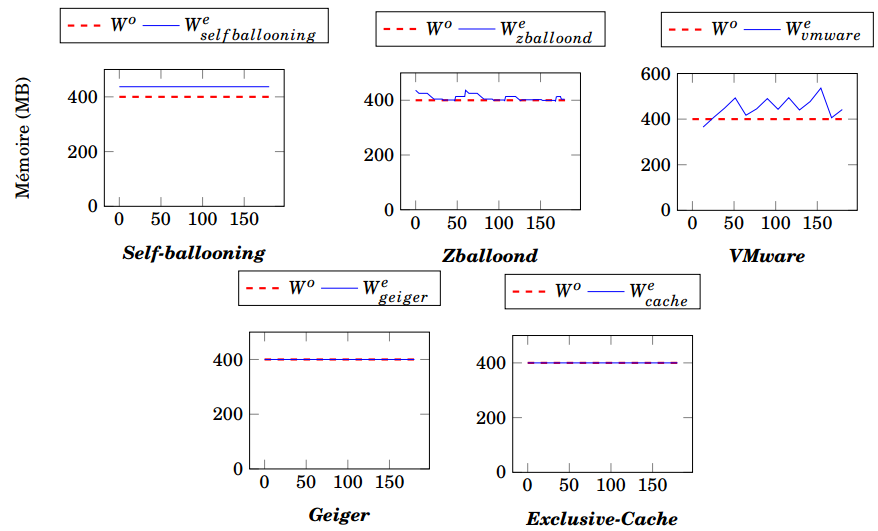 W^o W^e_selfballooning
W^o W^e_zballoond
W^o W^e_vmware
Mémoire (MB)
400
200
0
0 50 100 150
Self-ballooning
400
200
0
0 50 100 150
Zballoond
600
400
200
0
0 50 100 150
VMware
W^o W^e_geiger
W^o W^e_cache
400
200
0
0 50 100 150
Geiger
400
200
0
0 50 100 150
Exclusive-Cache